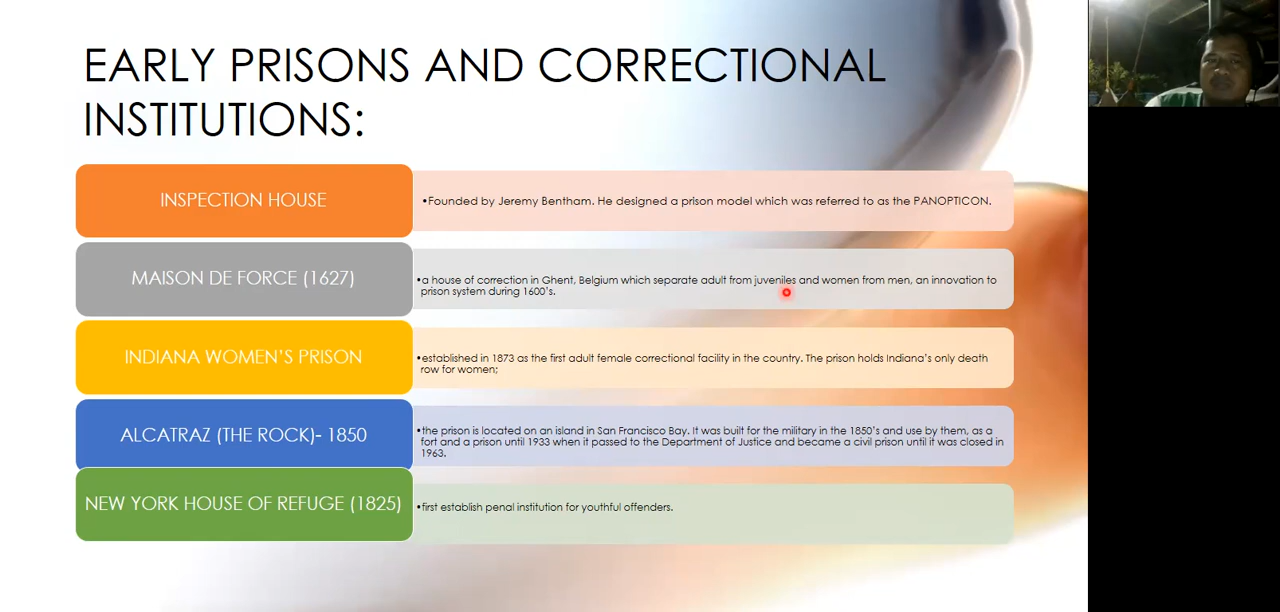 EARLY PRISONS AND CORRECTIONAL
INSTITUTIONS:
INSPECTION HOUSE
•Founded by Jeremy Bentham. He designed a prison model which was referred to as the PANOPTICON.
MAISON DE FORCE (1627)
•a house of correction in Ghent, Belgium which separate adult from juveniles and women from men, an innovation to
prison system during 1600's.
INDIANA WOMEN'S PRISON
•established in 1873 as the first adult female correctional facility in the country. The prison holds Indiana's only death
row for women;
ALCATRAZ (THE ROCK)- 1850
•the prison is located on an island in San Francisco Bay. It was built for the military in the 1850's and use by them, as a
fort and a prison until 1933 when it passed to the Department of Justice and became a civil prison until it was closed in
1963.
NEW YORK HOUSE OF REFUGE (1825)
•first establish penal institution for youthful offenders.